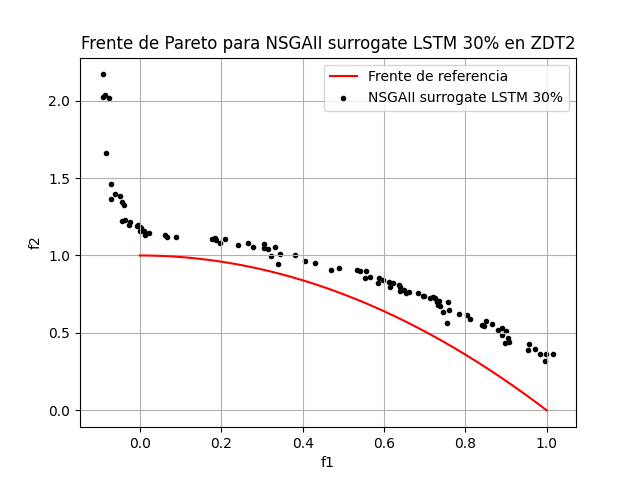 Frente de Pareto para NSGAII surrogate LSTM 30% en ZDT2
Frente de referencia
NSGAII surrogate LSTM 30%
2.0
1.5
1.0
0.5
0.0
f2
0.0 0.2 0.4 0.6 0.8 1.0
f1